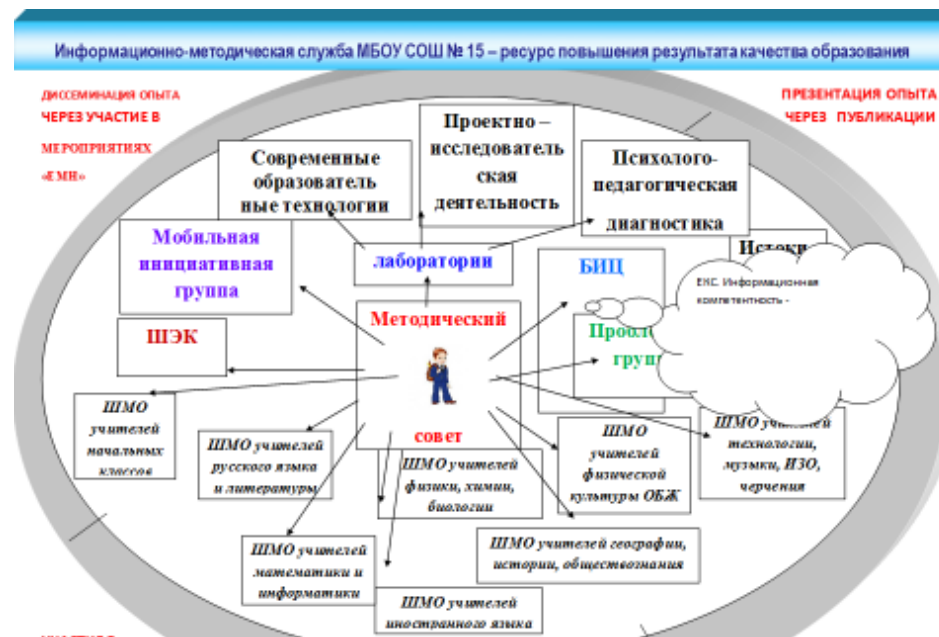 Информационно-методическая служба МБОУ СОШ № 15 – ресурс повышения результата качества образования
ДИССЕМИНАЦИЯ ОПЫТА
ЧЕРЕЗ УЧАСТИЕ В
МЕРОПРИЯТИЯХ
«ЕМН»
ПРЕЗЕНТАЦИЯ ОПЫТА
ЧЕРЕЗ ПУБЛИКАЦИИ
Современные
образователь
ные технологии
Проектно –
исследователь
ская
деятельность
Психолого-
педагогическая
диагностика
Мобильная
инициативная
группа
лаборатории
БИЦ
ЕКС. Информационная
компетентность -
ШЭК
Методический
совет
ШМО
учителей
начальных
классов
ШМО учителей
русского языка
и литературы
ШМО учителей
физики, химии,
биологии
ШМО
учителей
физической
культуры ОБЖ
ШМО учителей
технологии,
музыки, ИЗО,
черчения
ШМО учителей
математики и
информатики
ШМО учителей географии,
истории, обществознания
ШМО учителей
иностранного языка